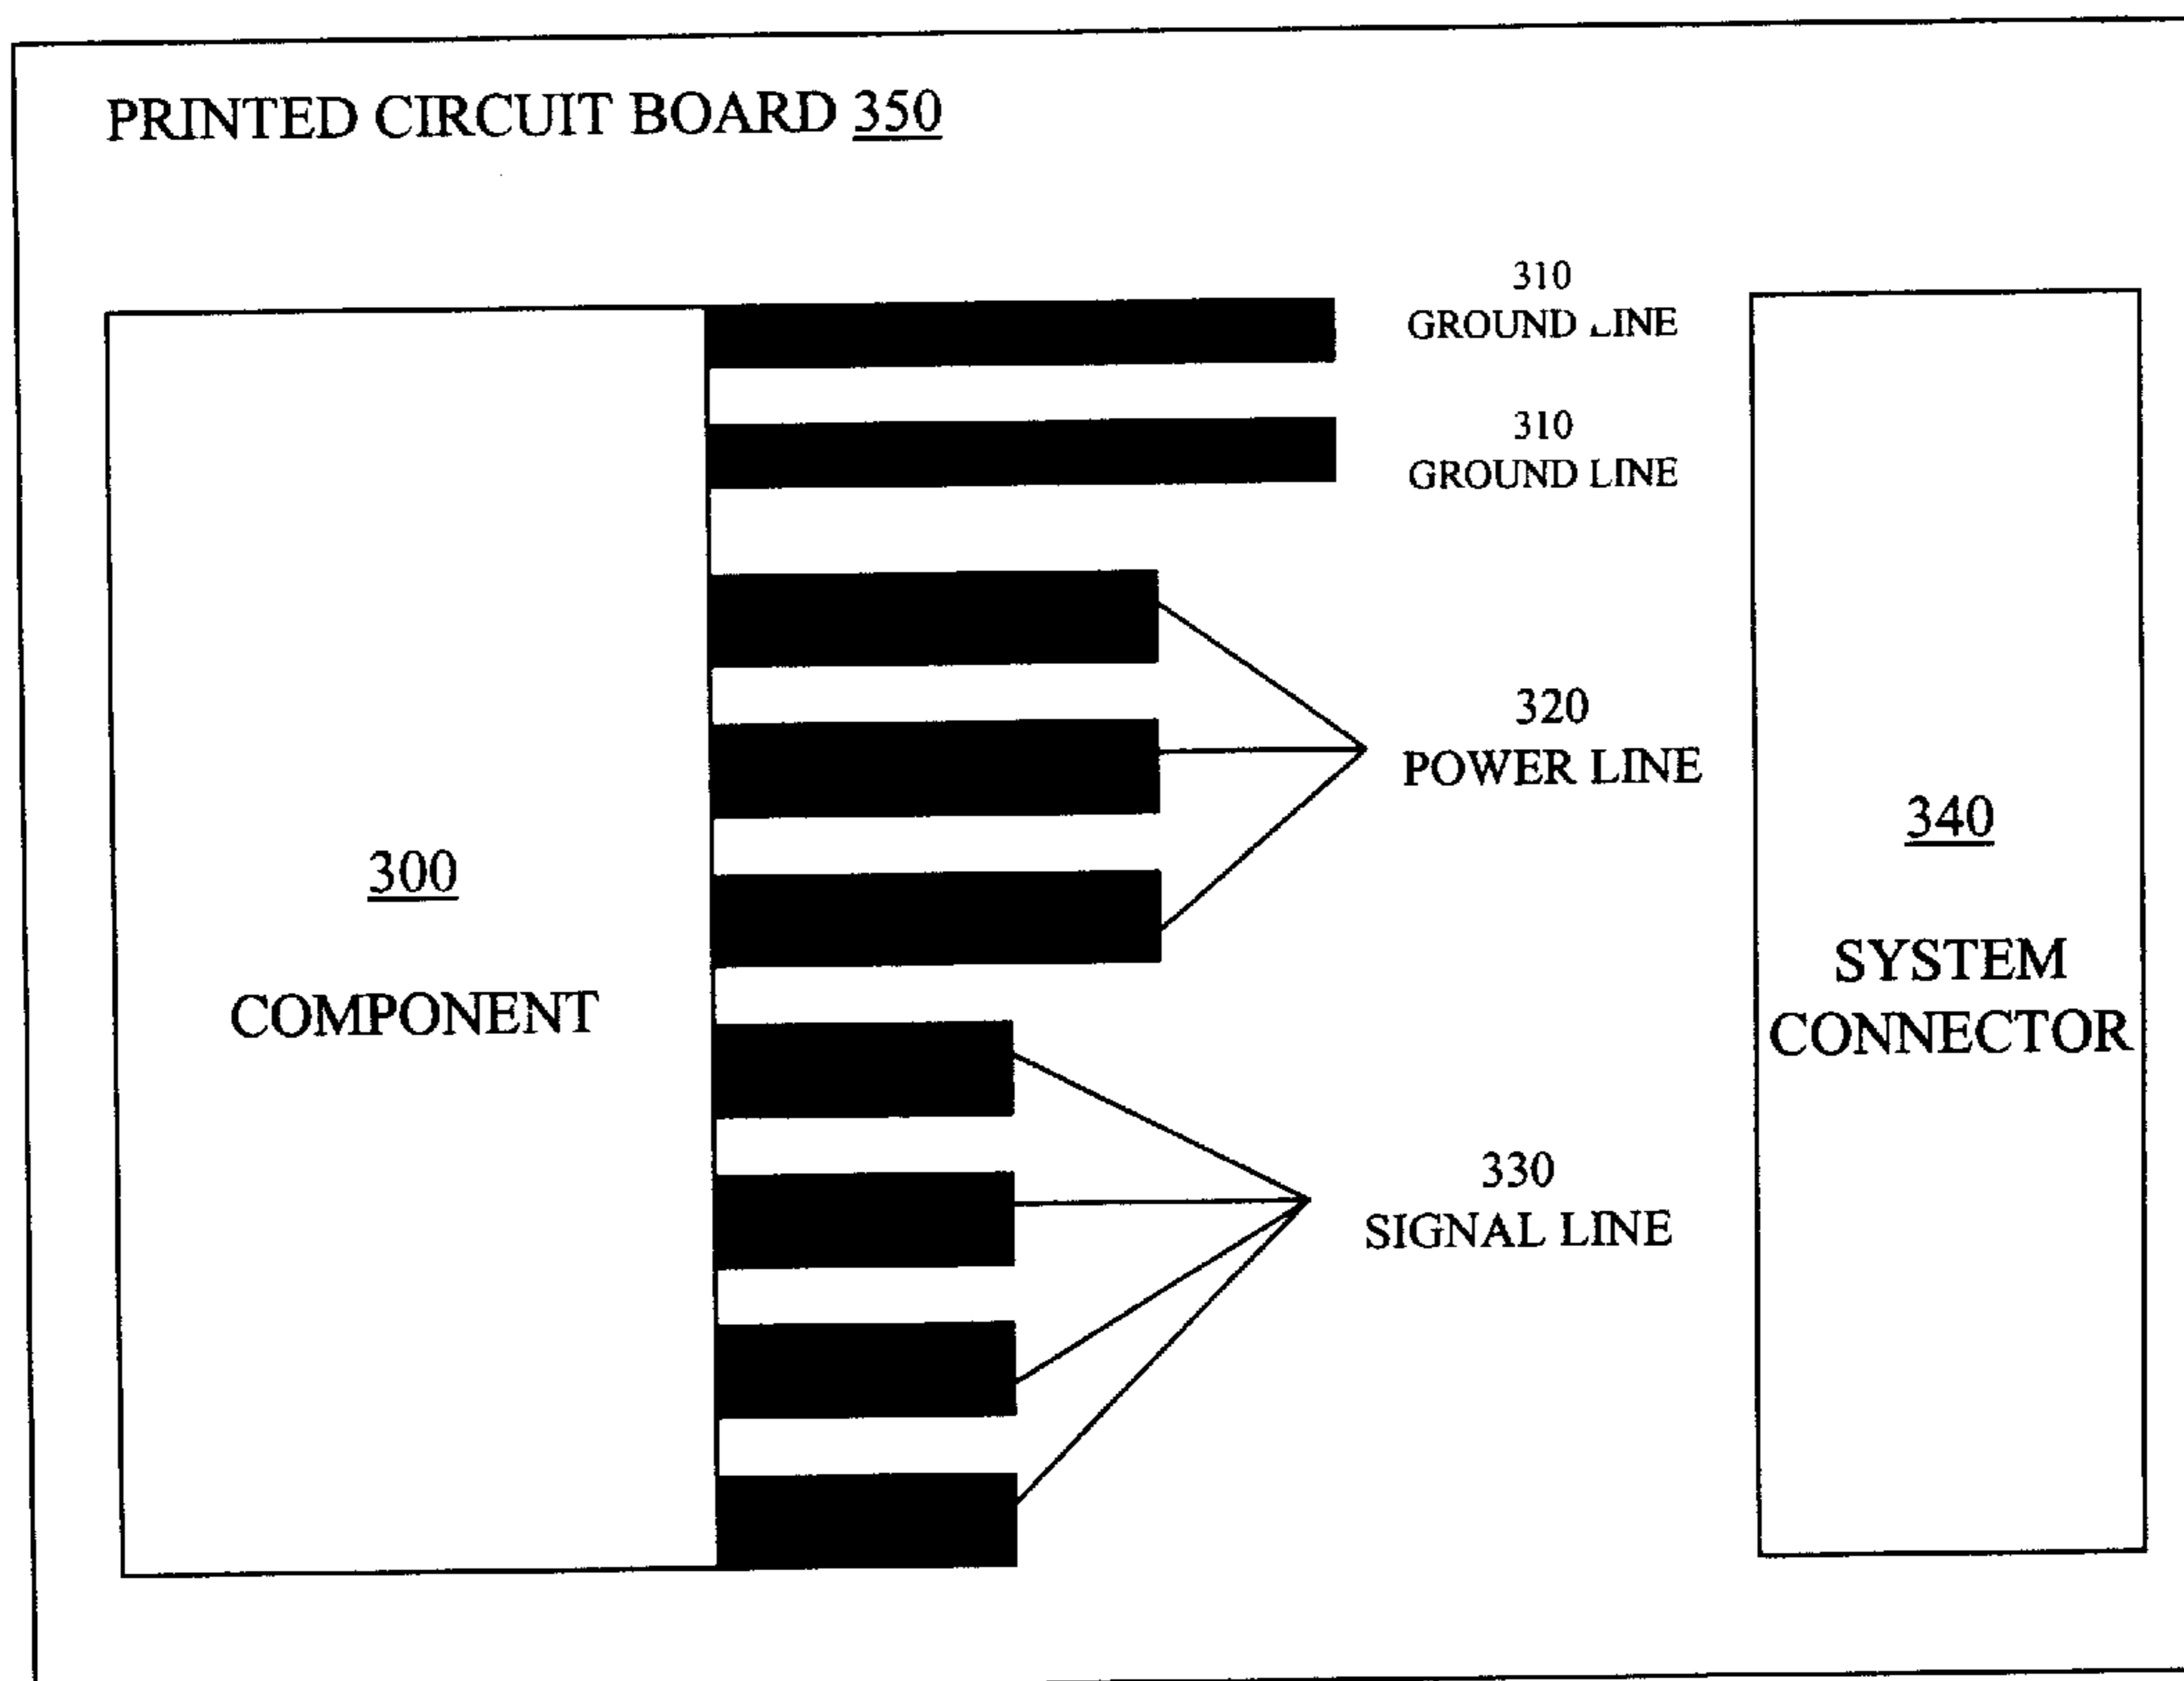 PRINTED CIRCUIT BOARD 350
310
GROUND LINE
310
GROUND LINE
320
POWER LINE
340
SYSTEM
CONNECTOR
300
COMPONENT
330
SIGNAL LINE